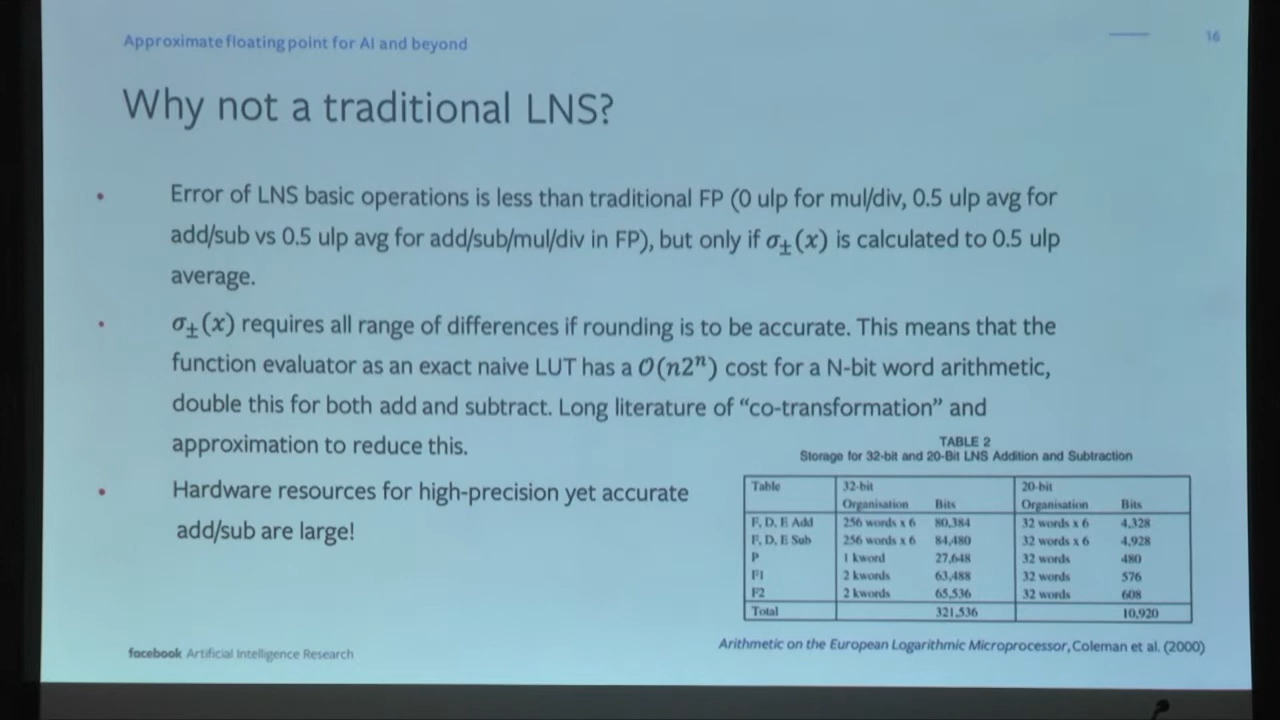 Approximate floating point for AI and beyond
16
Why not a traditional LNS?
• Error of LNS basic operations is less than traditional FP (0 ulp for mul/div, 0.5 ulp avg for
add/sub vs 0.5 ulp avg for add/sub/mul/div in FP), but only if σ±(x) is calculated to 0.5 ulp
average.
• σ±(x) requires all range of differences if rounding is to be accurate. This means that the
function evaluator as an exact naive LUT has a O(n2ⁿ) cost for a N-bit word arithmetic,
double this for both add and subtract. Long literature of “co-transformation” and
approximation to reduce this.
• Hardware resources for high-precision yet accurate
add/sub are large!
TABLE 2
Storage for 32-bit and 20-Bit LNS Addition and Subtraction
Table 32-bit 20-bit
Organisation Bits Organisation Bits
F, D, E Add 256 words x 6 80,384 32 words x 6 4,328
F, D, E Sub 256 words x 6 84,480 32 words x 6 4,928
P 1 kword 27,648 32 words 480
F1 2 kwords 63,488 32 words 576
F2 2 kwords 65,536 32 words 608
Total 321,536 10,920
Arithmetic on the European Logarithmic Microprocessor, Coleman et al. (2000)
facebook Artificial Intelligence Research